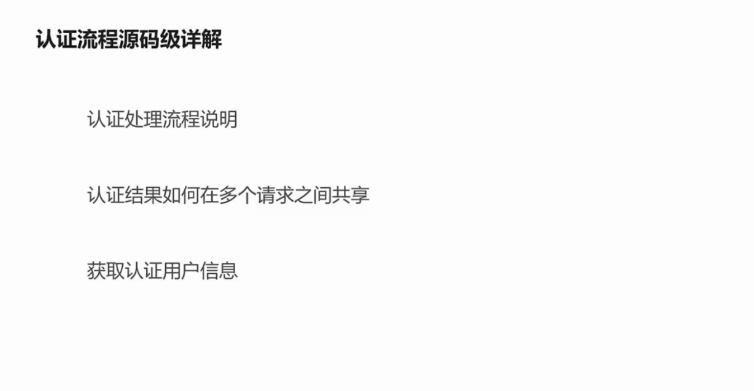 认证流程源码级详解
认证处理流程说明
认证结果如何在多个请求之间共享
获取认证用户信息